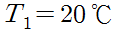 T₁ = 20 ℃